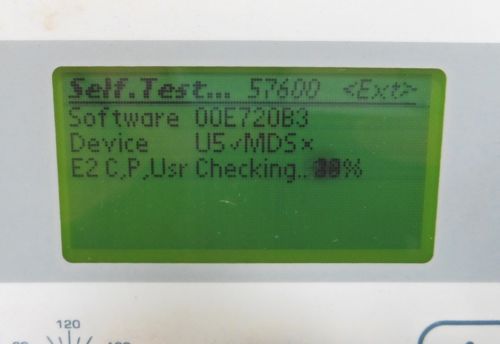 Self.Test... 57600 <Ext>
Software 00E720B3
Device U5✓MDS×
E2 C,P,Usr Checking..
120